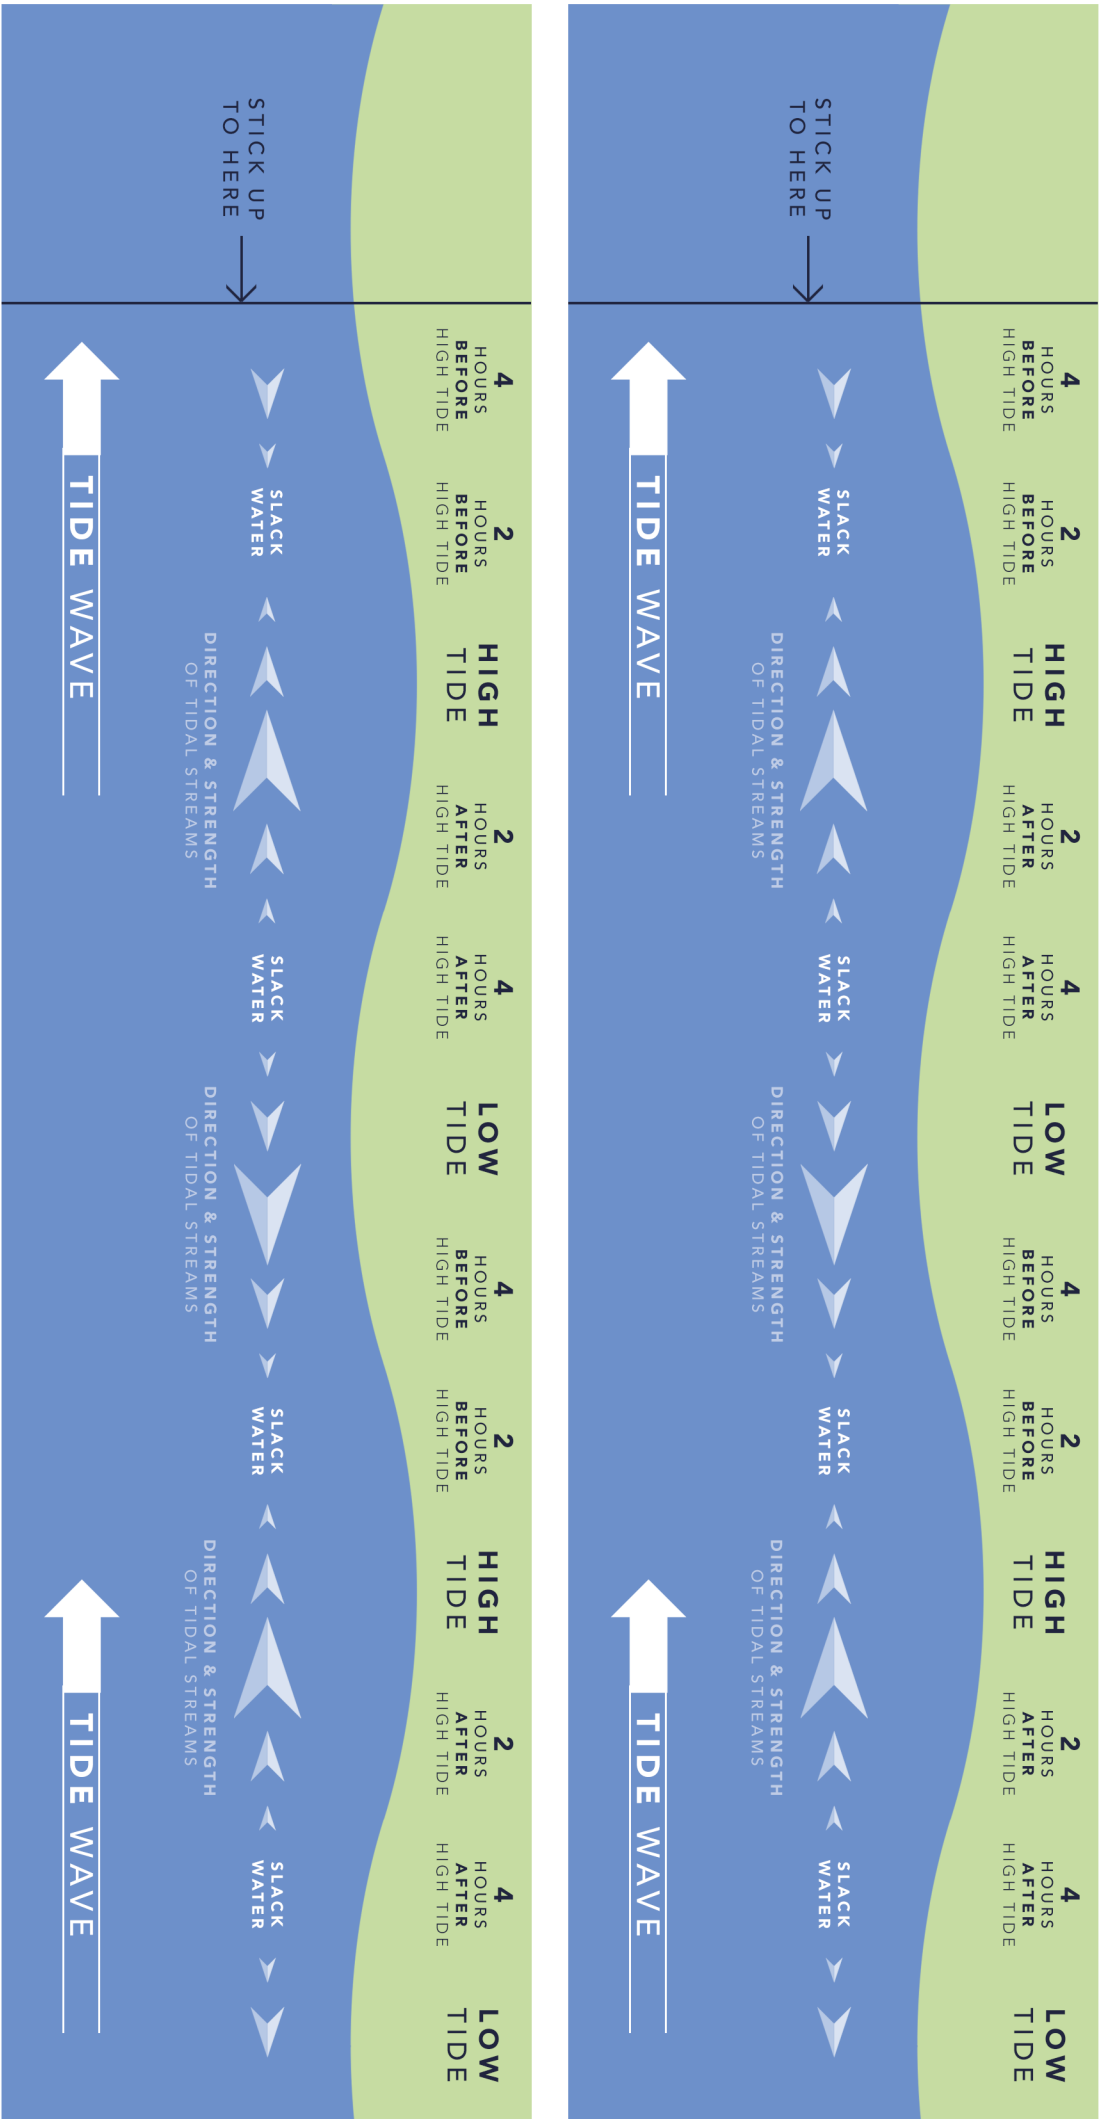 4
HOURS
BEFORE
HIGH TIDE
2
HOURS
BEFORE
HIGH TIDE
HIGH
TIDE
2
HOURS
AFTER
HIGH TIDE
4
HOURS
AFTER
HIGH TIDE
LOW
TIDE
4
HOURS
BEFORE
HIGH TIDE
2
HOURS
BEFORE
HIGH TIDE
HIGH
TIDE
2
HOURS
AFTER
HIGH TIDE
4
HOURS
AFTER
HIGH TIDE
LOW
TIDE
STICK UP
TO HERE
SLACK
WATER
SLACK
WATER
SLACK
WATER
SLACK
WATER
DIRECTION & STRENGTH
OF TIDAL STREAMS
DIRECTION & STRENGTH
OF TIDAL STREAMS
DIRECTION & STRENGTH
OF TIDAL STREAMS
TIDE WAVE
TIDE WAVE
4
HOURS
BEFORE
HIGH TIDE
2
HOURS
BEFORE
HIGH TIDE
HIGH
TIDE
2
HOURS
AFTER
HIGH TIDE
4
HOURS
AFTER
HIGH TIDE
LOW
TIDE
4
HOURS
BEFORE
HIGH TIDE
2
HOURS
BEFORE
HIGH TIDE
HIGH
TIDE
2
HOURS
AFTER
HIGH TIDE
4
HOURS
AFTER
HIGH TIDE
LOW
TIDE
STICK UP
TO HERE
SLACK
WATER
SLACK
WATER
SLACK
WATER
SLACK
WATER
DIRECTION & STRENGTH
OF TIDAL STREAMS
DIRECTION & STRENGTH
OF TIDAL STREAMS
DIRECTION & STRENGTH
OF TIDAL STREAMS
TIDE WAVE
TIDE WAVE